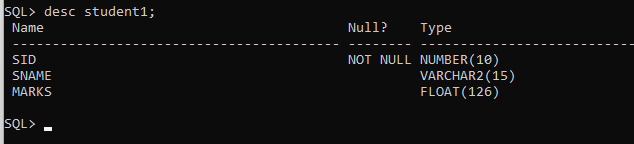 SQL> desc student1;
Name Null? Type
----------------------------------------- -------- ----------------------------
SID NOT NULL NUMBER(10)
SNAME VARCHAR2(15)
MARKS FLOAT(126)
SQL>